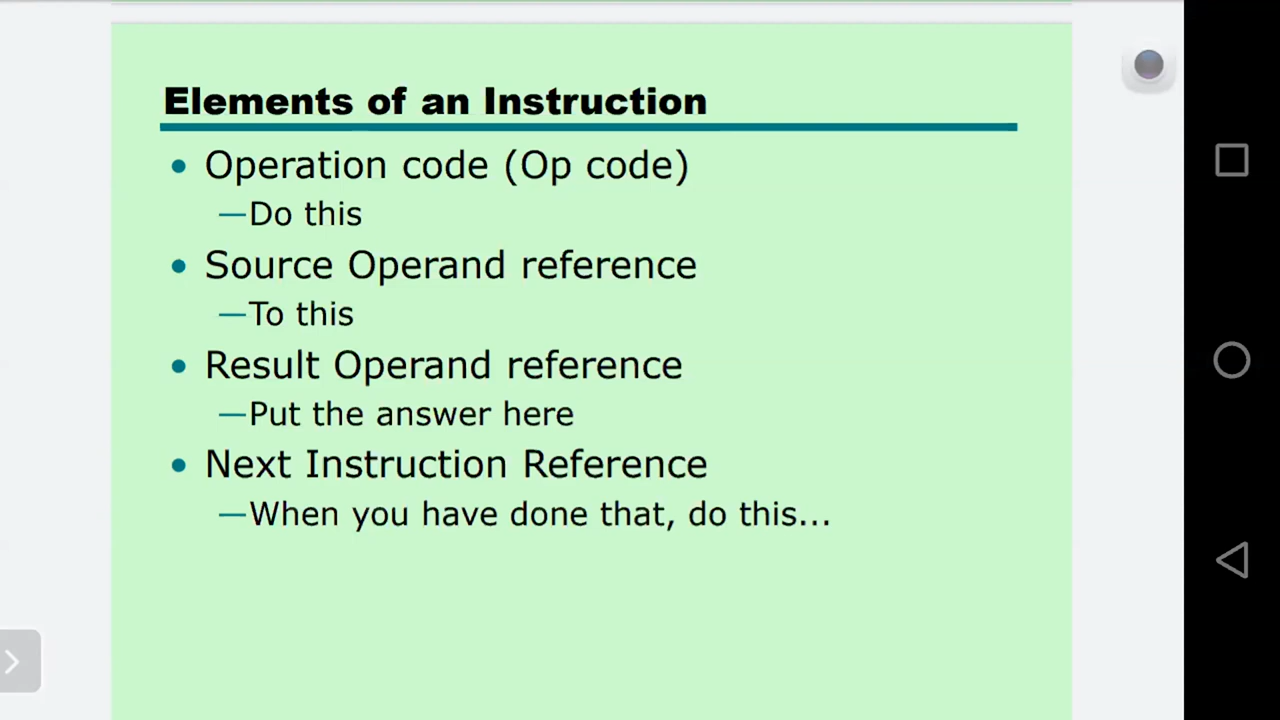 Elements of an Instruction
• Operation code (Op code)
—Do this
• Source Operand reference
—To this
• Result Operand reference
—Put the answer here
• Next Instruction Reference
—When you have done that, do this...